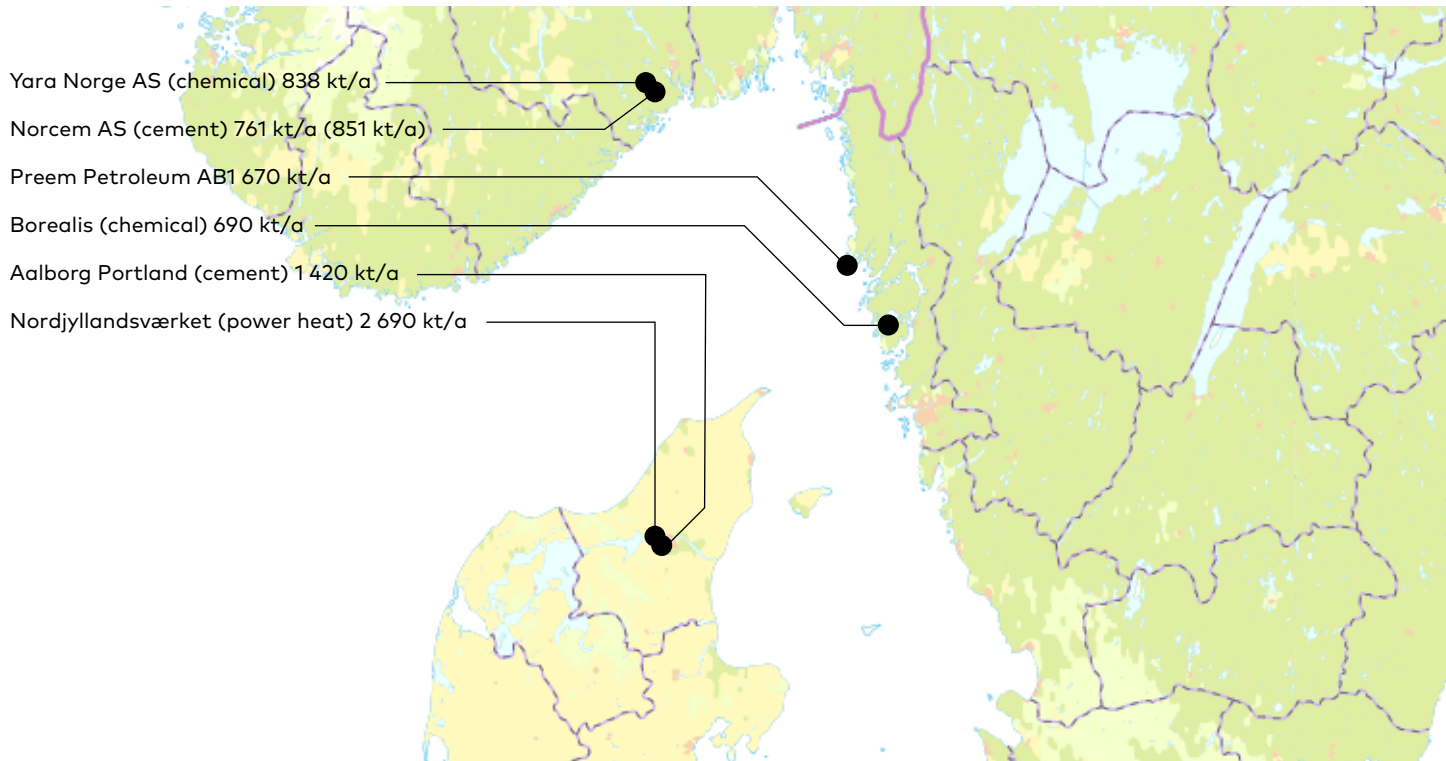 Yara Norge AS (chemical) 838 kt/a
Norcem AS (cement) 761 kt/a (851 kt/a)
Preem Petroleum AB1 670 kt/a
Borealis (chemical) 690 kt/a
Aalborg Portland (cement) 1 420 kt/a
Nordjyllandsværket (power heat) 2 690 kt/a